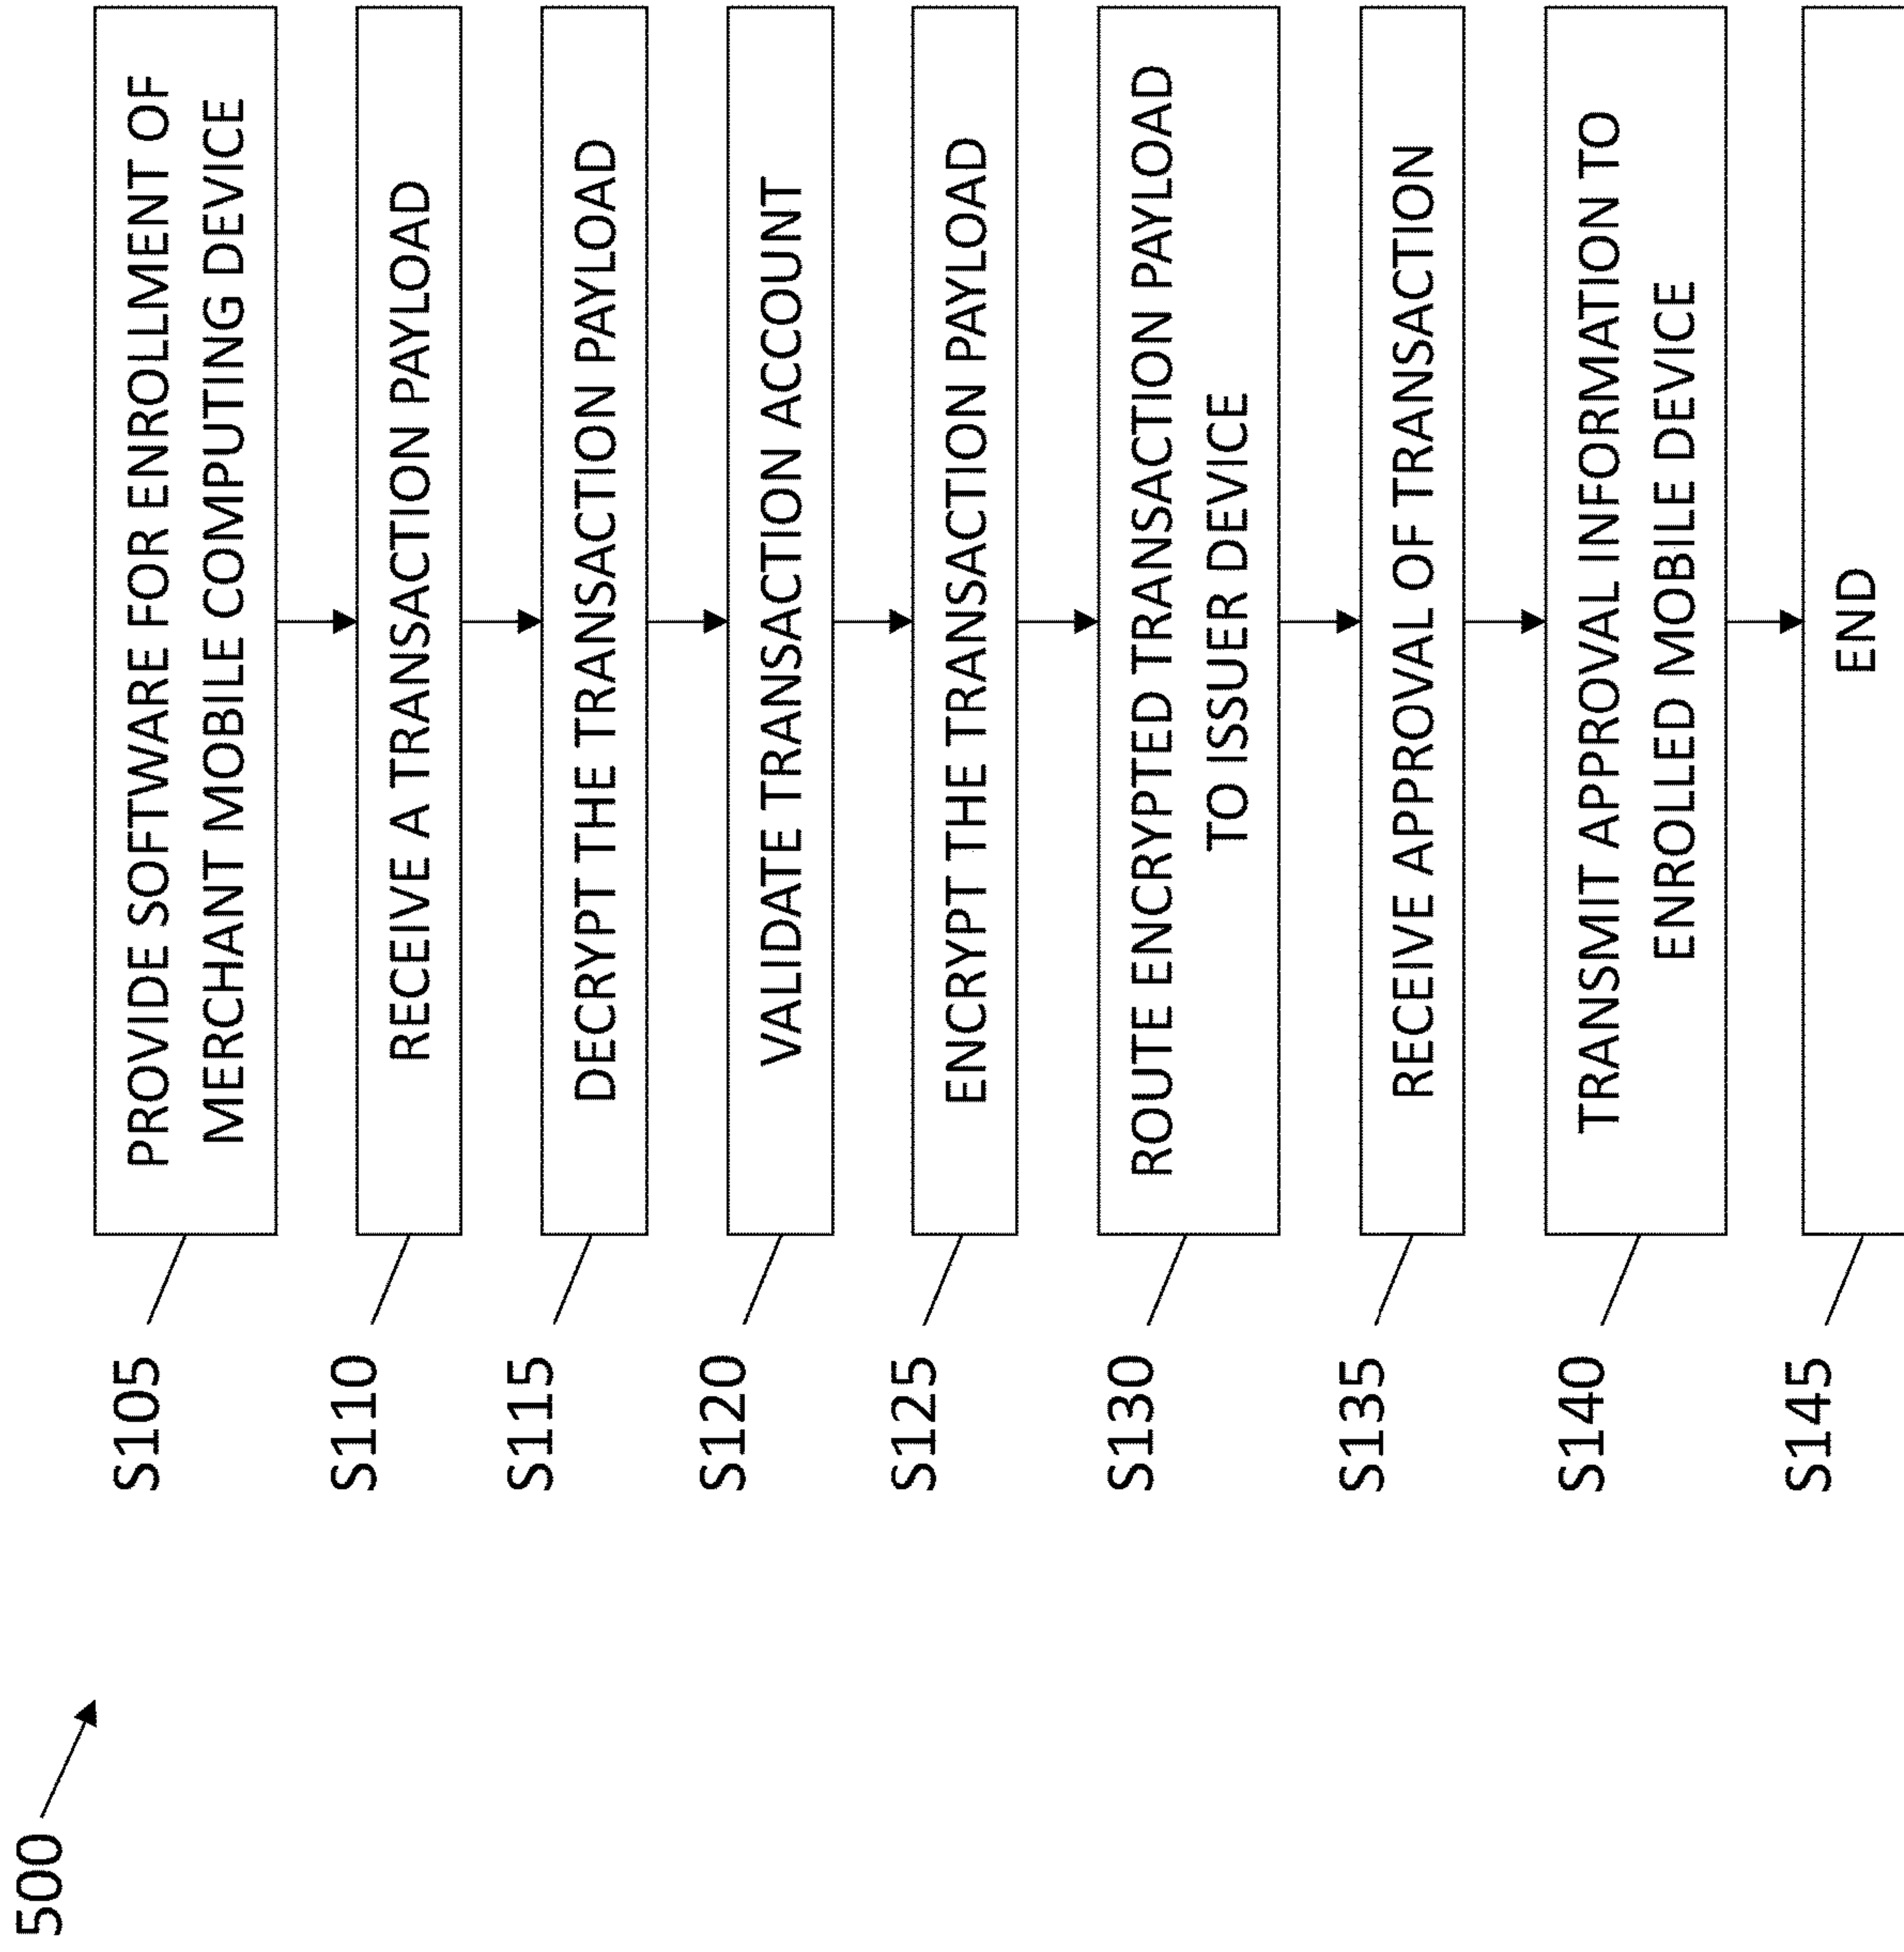 500
S105
PROVIDE SOFTWARE FOR ENROLLMENT OF
MERCHANT MOBILE COMPUTING DEVICE
S110
RECEIVE A TRANSACTION PAYLOAD
S115
DECRYPT THE TRANSACTION PAYLOAD
S120
VALIDATE TRANSACTION ACCOUNT
S125
ENCRYPT THE TRANSACTION PAYLOAD
S130
ROUTE ENCRYPTED TRANSACTION PAYLOAD
TO ISSUER DEVICE
S135
RECEIVE APPROVAL OF TRANSACTION
S140
TRANSMIT APPROVAL INFORMATION TO
ENROLLED MOBILE DEVICE
S145
END